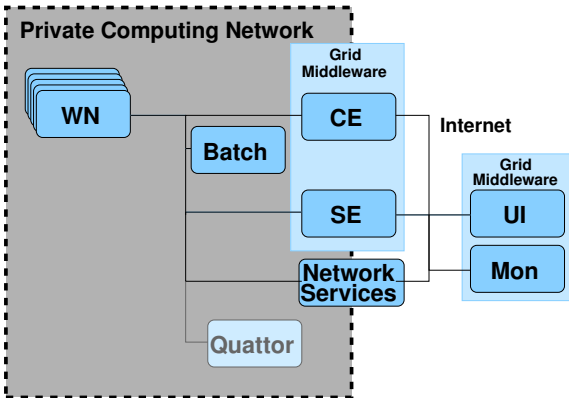 Private Computing Network
Grid
Middleware
WN
CE
Internet
Batch
Grid
Middleware
SE
UI
Network
Services
Mon
Quattor